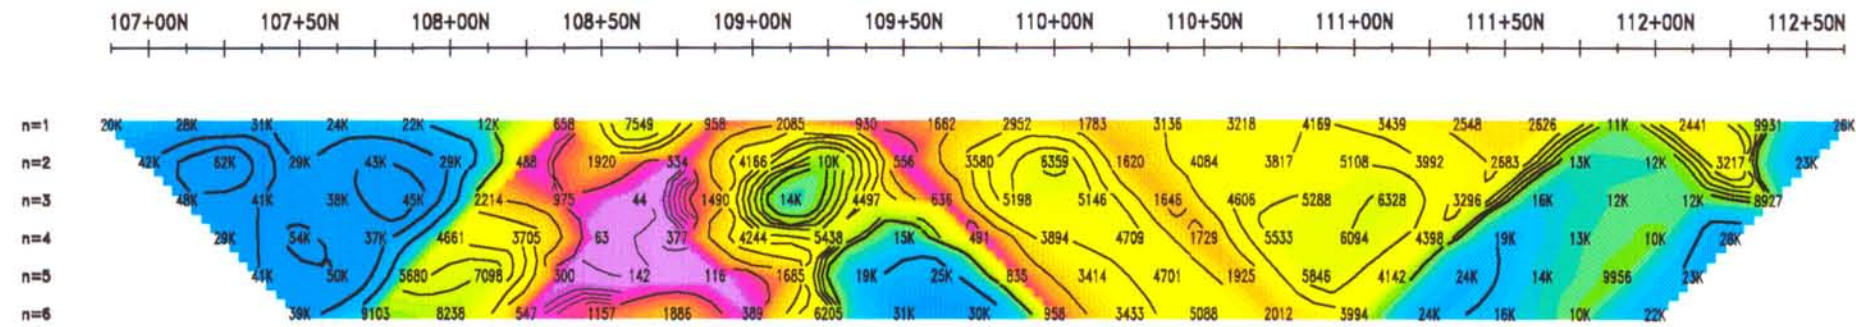 107+00N 107+50N 108+00N 108+50N 109+00N 109+50N 110+00N 110+50N 111+00N 111+50N 112+00N 112+50N
n=1 20K 28K 31K 24K 22K 12K 658 7549 958 2085 930 1662 2952 1783 3136 3218 4169 3439 2548 2626 11K 2441 9931 26K
n=2 42K 62K 29K 43K 29K 488 1920 334 4166 10K 556 3580 6359 1620 4084 3817 5108 3992 2683 13K 12K 3217 23K
n=3 48K 41K 38K 45K 2214 975 44 1490 14K 4497 636 5198 5146 1646 4606 5288 6328 3296 16K 12K 12K 8927
n=4 29K 54K 37K 4661 3705 63 377 4244 5438 15K 491 3894 4709 1729 5533 6094 4398 19K 13K 10K 28K
n=5 41K 50K 5680 7098 300 142 116 1685 19K 25K 835 3414 4701 1925 5846 4142 24K 14K 9956 23K
n=6 39K 9103 8238 547 1157 1886 389 6205 31K 30K 958 3433 5088 2012 3994 24K 16K 10K 22K